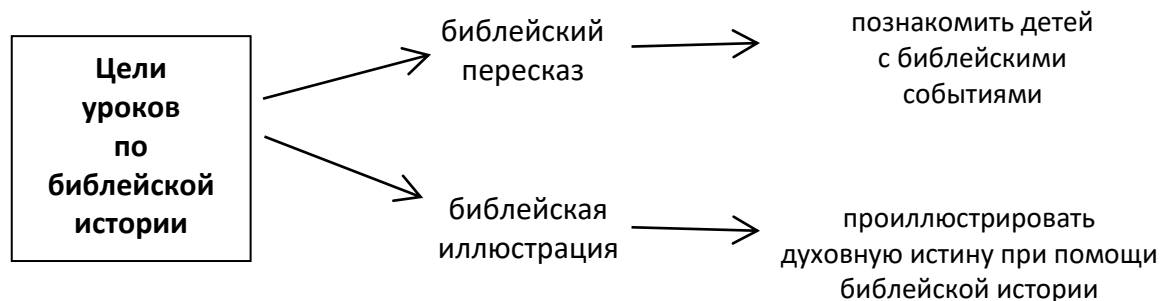 Цели
уроков
по
библейской
истории
библейский
пересказ
познакомить детей
с библейскими
событиями
библейская
иллюстрация
проиллюстрировать
духовную истину при помощи
библейской истории